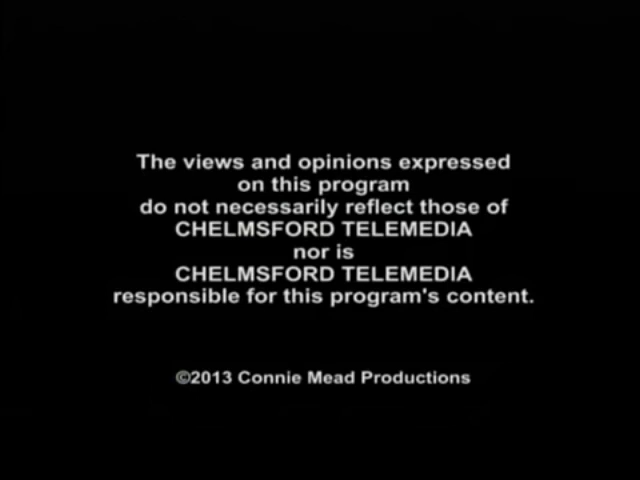 The views and opinions expressed
on this program
do not necessarily reflect those of
CHELMSFORD TELEMEDIA
nor is
CHELMSFORD TELEMEDIA
responsible for this program's content.
©2013 Connie Mead Productions